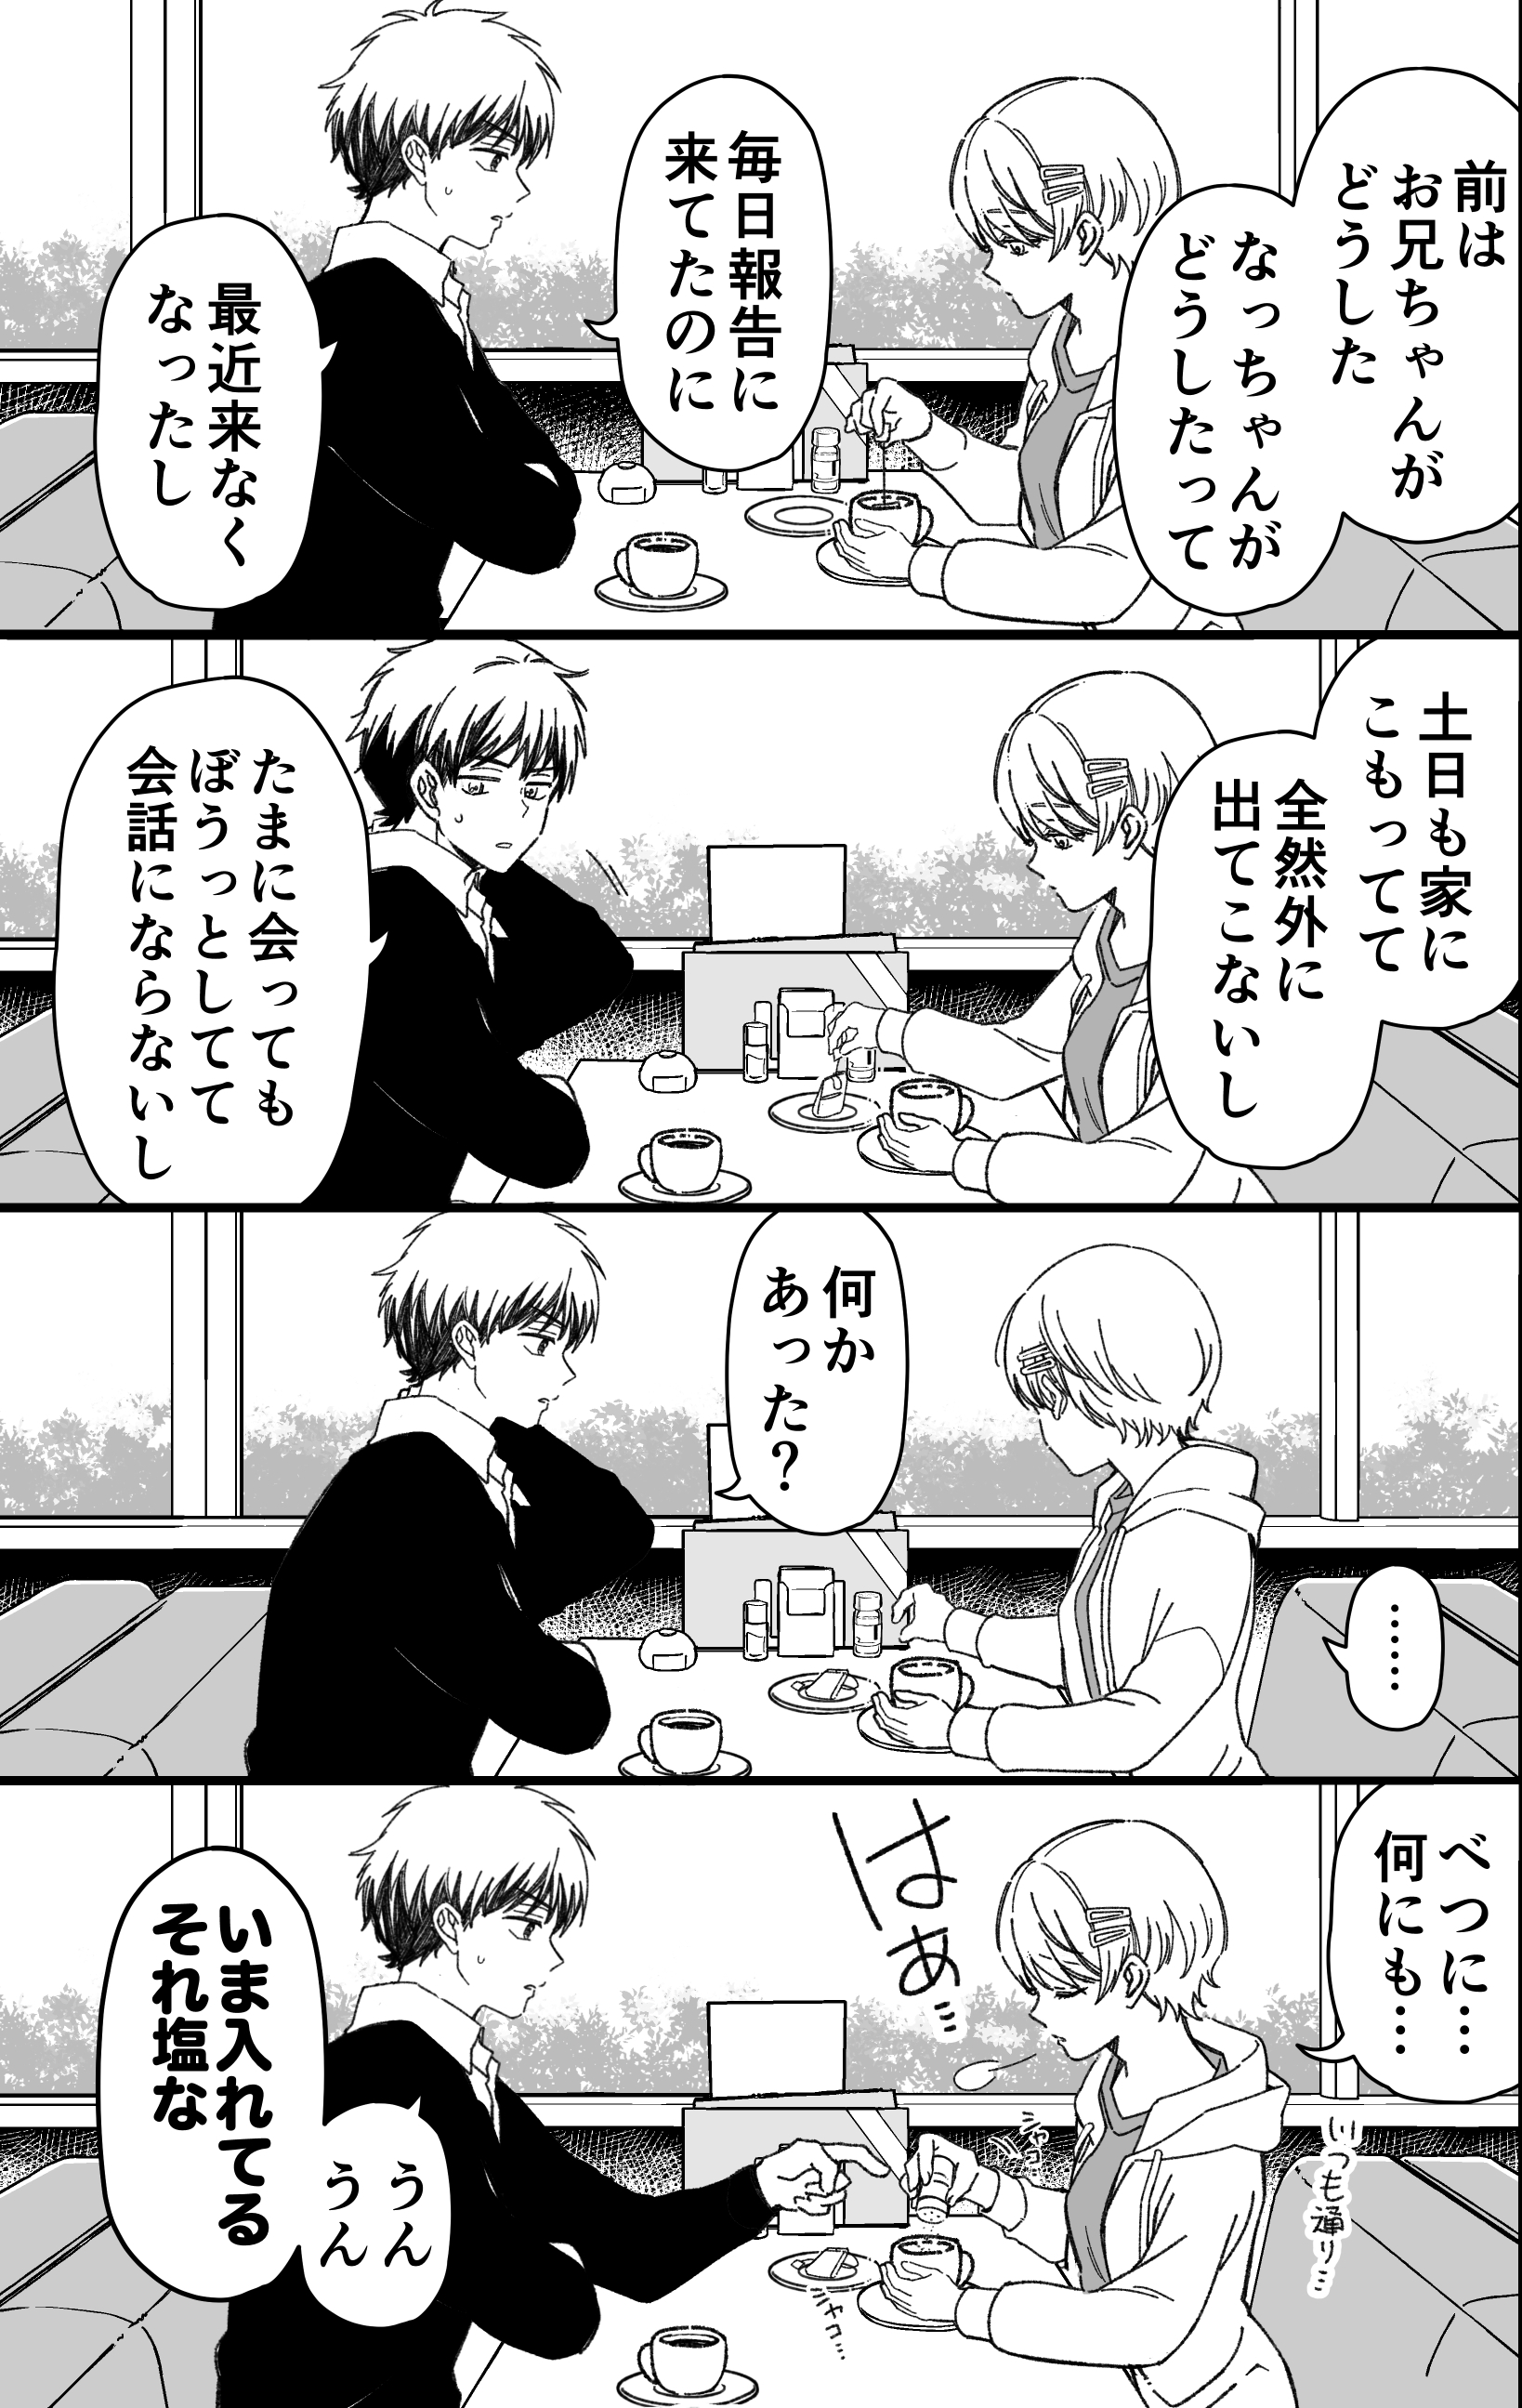 前は
お兄ちゃんが
どうした
なっちゃんが
どうしたって
毎日報告に
来てたのに
最近来なく
なったし
土日も家に
こもってて
全然外に
出てこないし
たまに会っても
ぼうっとしてて
会話にならないし
何か
あった?
……
べつに…
何にも…
いつも通り…
はぁ…
シャコ
シャコ…
うん
うん
いま入れてる
それ塩な